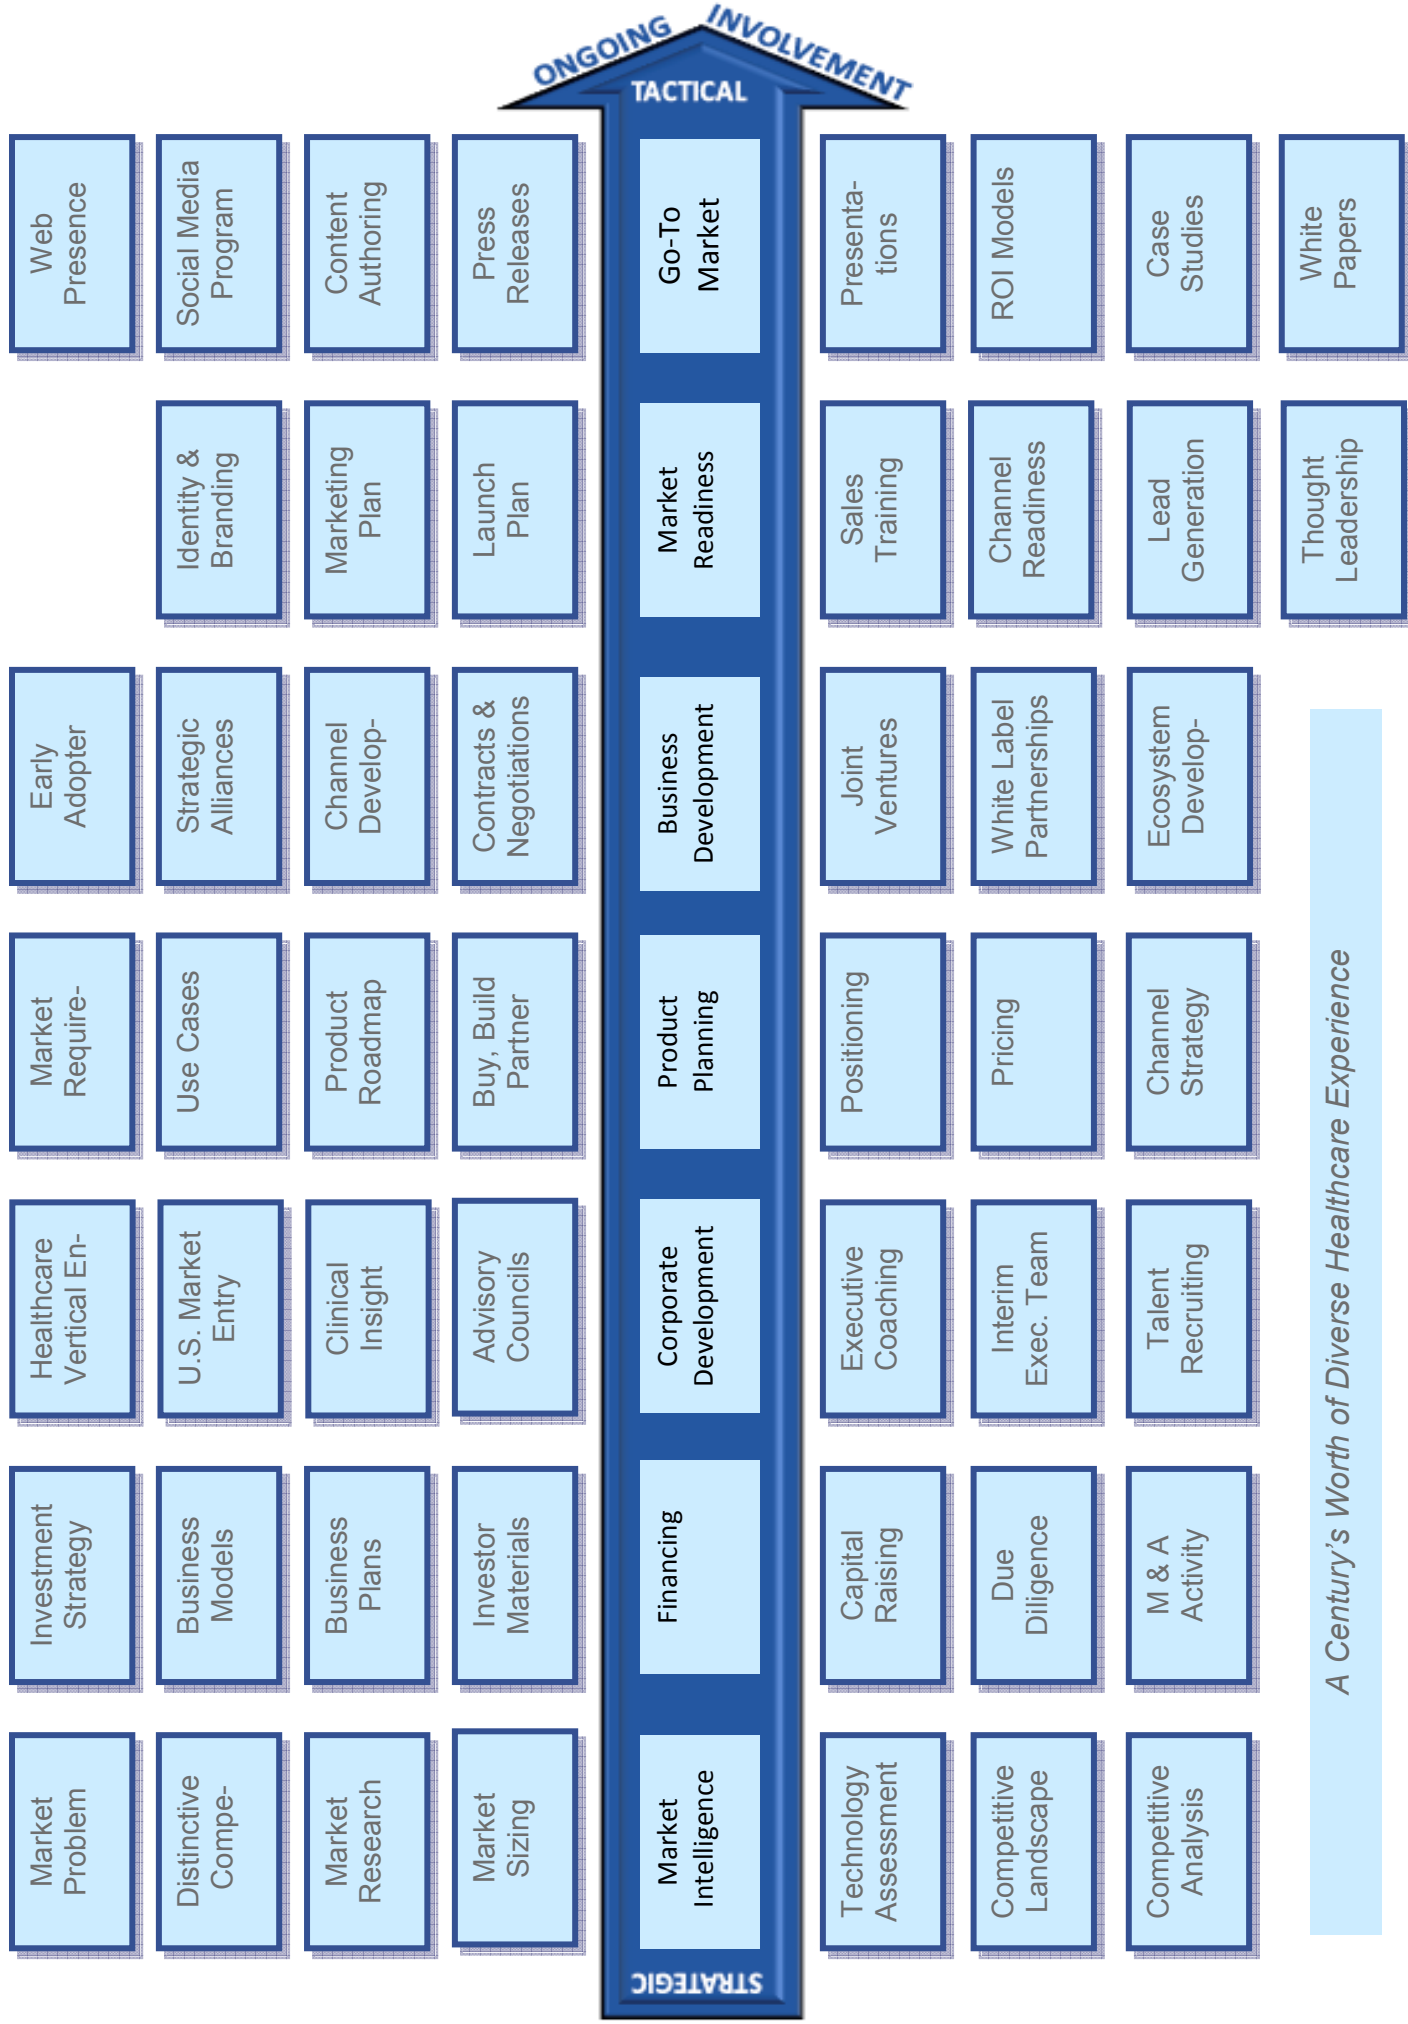 ONGOING INVOLVEMENT
TACTICAL
STRATEGIC
Market
Problem
Investment
Strategy
Healthcare
Vertical En-
Market
Require-
Early
Adopter
Web
Presence
Distinctive
Compe-
Business
Models
U.S. Market
Entry
Use Cases
Strategic
Alliances
Identity &
Branding
Social Media
Program
Market
Research
Business
Plans
Clinical
Insight
Product
Roadmap
Channel
Develop-
Marketing
Plan
Content
Authoring
Market
Sizing
Investor
Materials
Advisory
Councils
Buy, Build
Partner
Contracts &
Negotiations
Launch
Plan
Press
Releases
Market
Intelligence
Financing
Corporate
Development
Product
Planning
Business
Development
Market
Readiness
Go-To
Market
Technology
Assessment
Capital
Raising
Executive
Coaching
Positioning
Joint
Ventures
Sales
Training
Presenta-
tions
Competitive
Landscape
Due
Diligence
Interim
Exec. Team
Pricing
White Label
Partnerships
Channel
Readiness
ROI Models
Competitive
Analysis
M & A
Activity
Talent
Recruiting
Channel
Strategy
Ecosystem
Develop-
Lead
Generation
Case
Studies
Thought
Leadership
White
Papers
A Century's Worth of Diverse Healthcare Experience